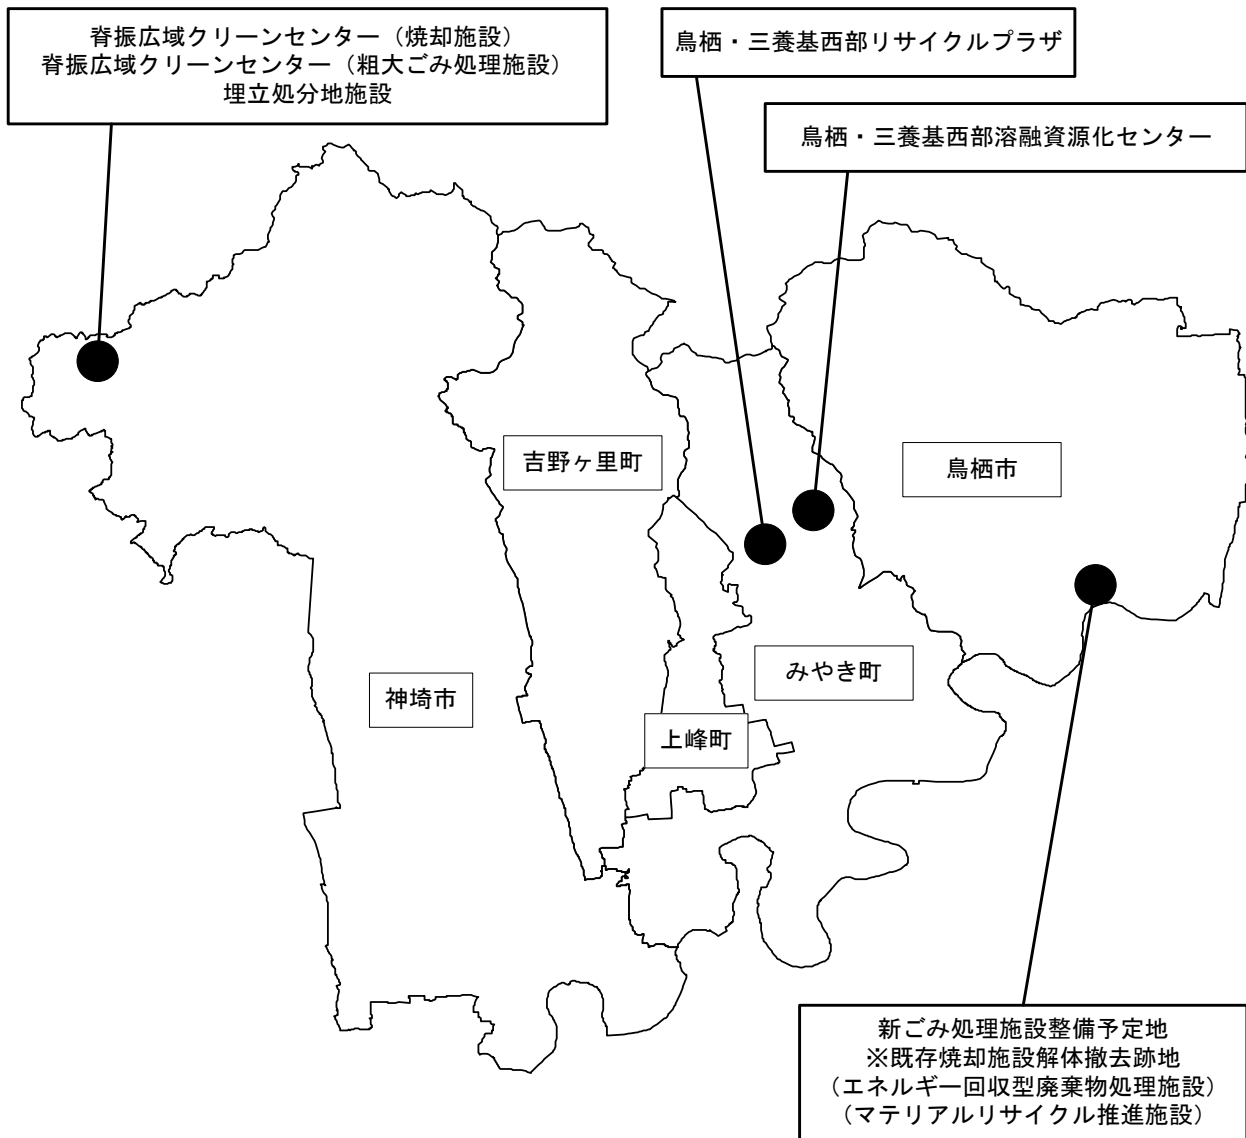 脊振広域クリーンセンター（焼却施設）
脊振広域クリーンセンター（粗大ごみ処理施設）
埋立処分地施設
鳥栖・三養基西部リサイクルプラザ
鳥栖・三養基西部溶融資源化センター
吉野ヶ里町
鳥栖市
みやき町
神埼市
上峰町
新ごみ処理施設整備予定地
※既存焼却施設解体撤去跡地
（エネルギー回収型廃棄物処理施設）
（マテリアルリサイクル推進施設）